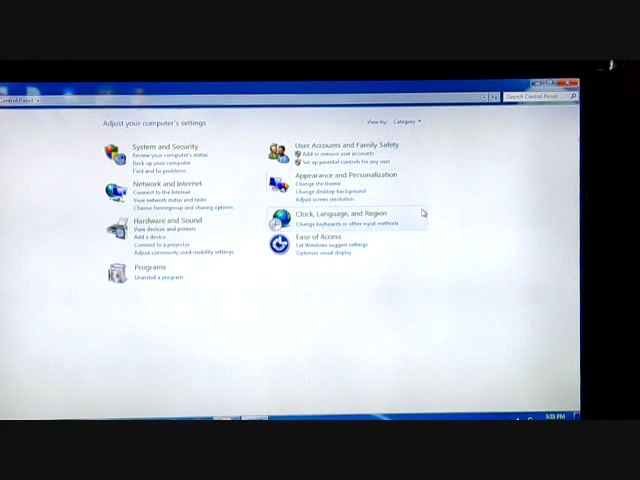 Control Panel
Search Control Panel
Adjust your computer's settings
View by: Category
System and Security
Review your computer's status
Back up your computer
Find and fix problems
Network and Internet
Connect to the Internet
View network status and tasks
Choose homegroup and sharing options
Hardware and Sound
View devices and printers
Add a device
Connect to a projector
Adjust commonly used mobility settings
Programs
Uninstall a program
User Accounts and Family Safety
Add or remove user accounts
Set up parental controls for any user
Appearance and Personalization
Change the theme
Change desktop background
Adjust screen resolution
Clock, Language, and Region
Change keyboards or other input methods
Ease of Access
Let Windows suggest settings
Optimize visual display
3:03 PM